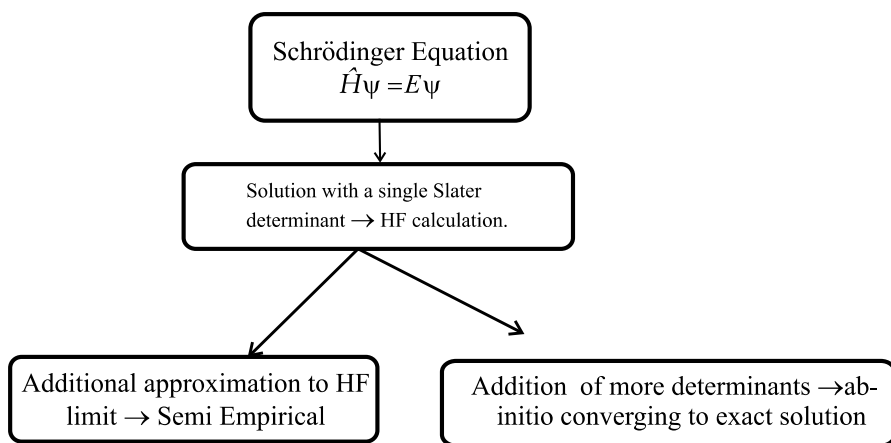 Schrödinger Equation
Ĥψ =Eψ
Solution with a single Slater
determinant → HF calculation.
Additional approximation to HF
limit → Semi Empirical
Addition of more determinants →ab-
initio converging to exact solution